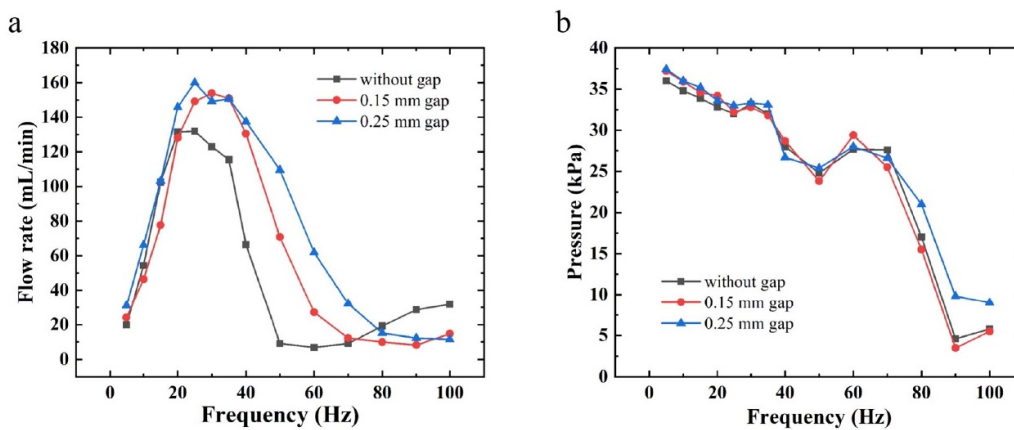 a
180
160
140
120
100
80
60
40
20
0
Flow rate (mL/min)
without gap
0.15 mm gap
0.25 mm gap
0 20 40 60 80 100
Frequency (Hz)
b
40
35
30
25
20
15
10
5
0
Pressure (kPa)
without gap
0.15 mm gap
0.25 mm gap
0 20 40 60 80 100
Frequency (Hz)